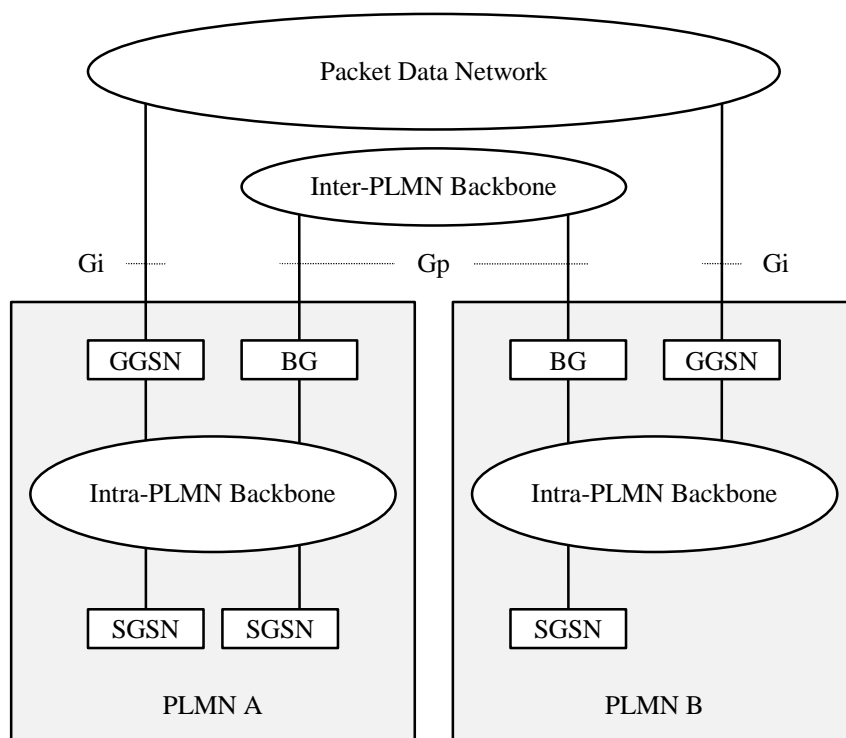 Packet Data Network
Inter-PLMN Backbone
Gi
Gp
Gi
GGSN
BG
BG
GGSN
Intra-PLMN Backbone
Intra-PLMN Backbone
SGSN
SGSN
SGSN
PLMN A
PLMN B